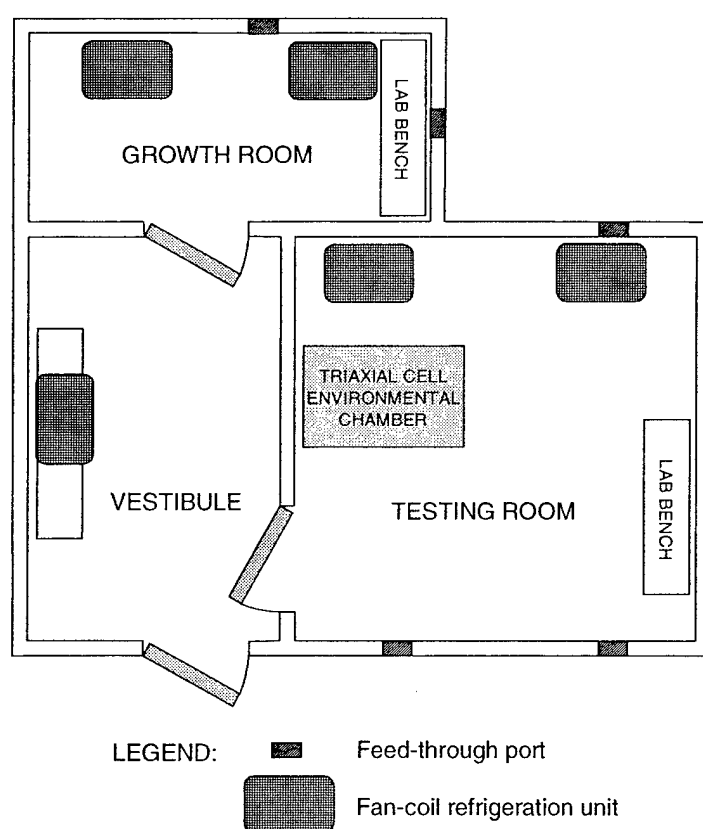 GROWTH ROOM
LAB BENCH
TRIAXIAL CELL
ENVIRONMENTAL
CHAMBER
VESTIBULE
TESTING ROOM
LAB BENCH
LEGEND:
Feed-through port
Fan-coil refrigeration unit